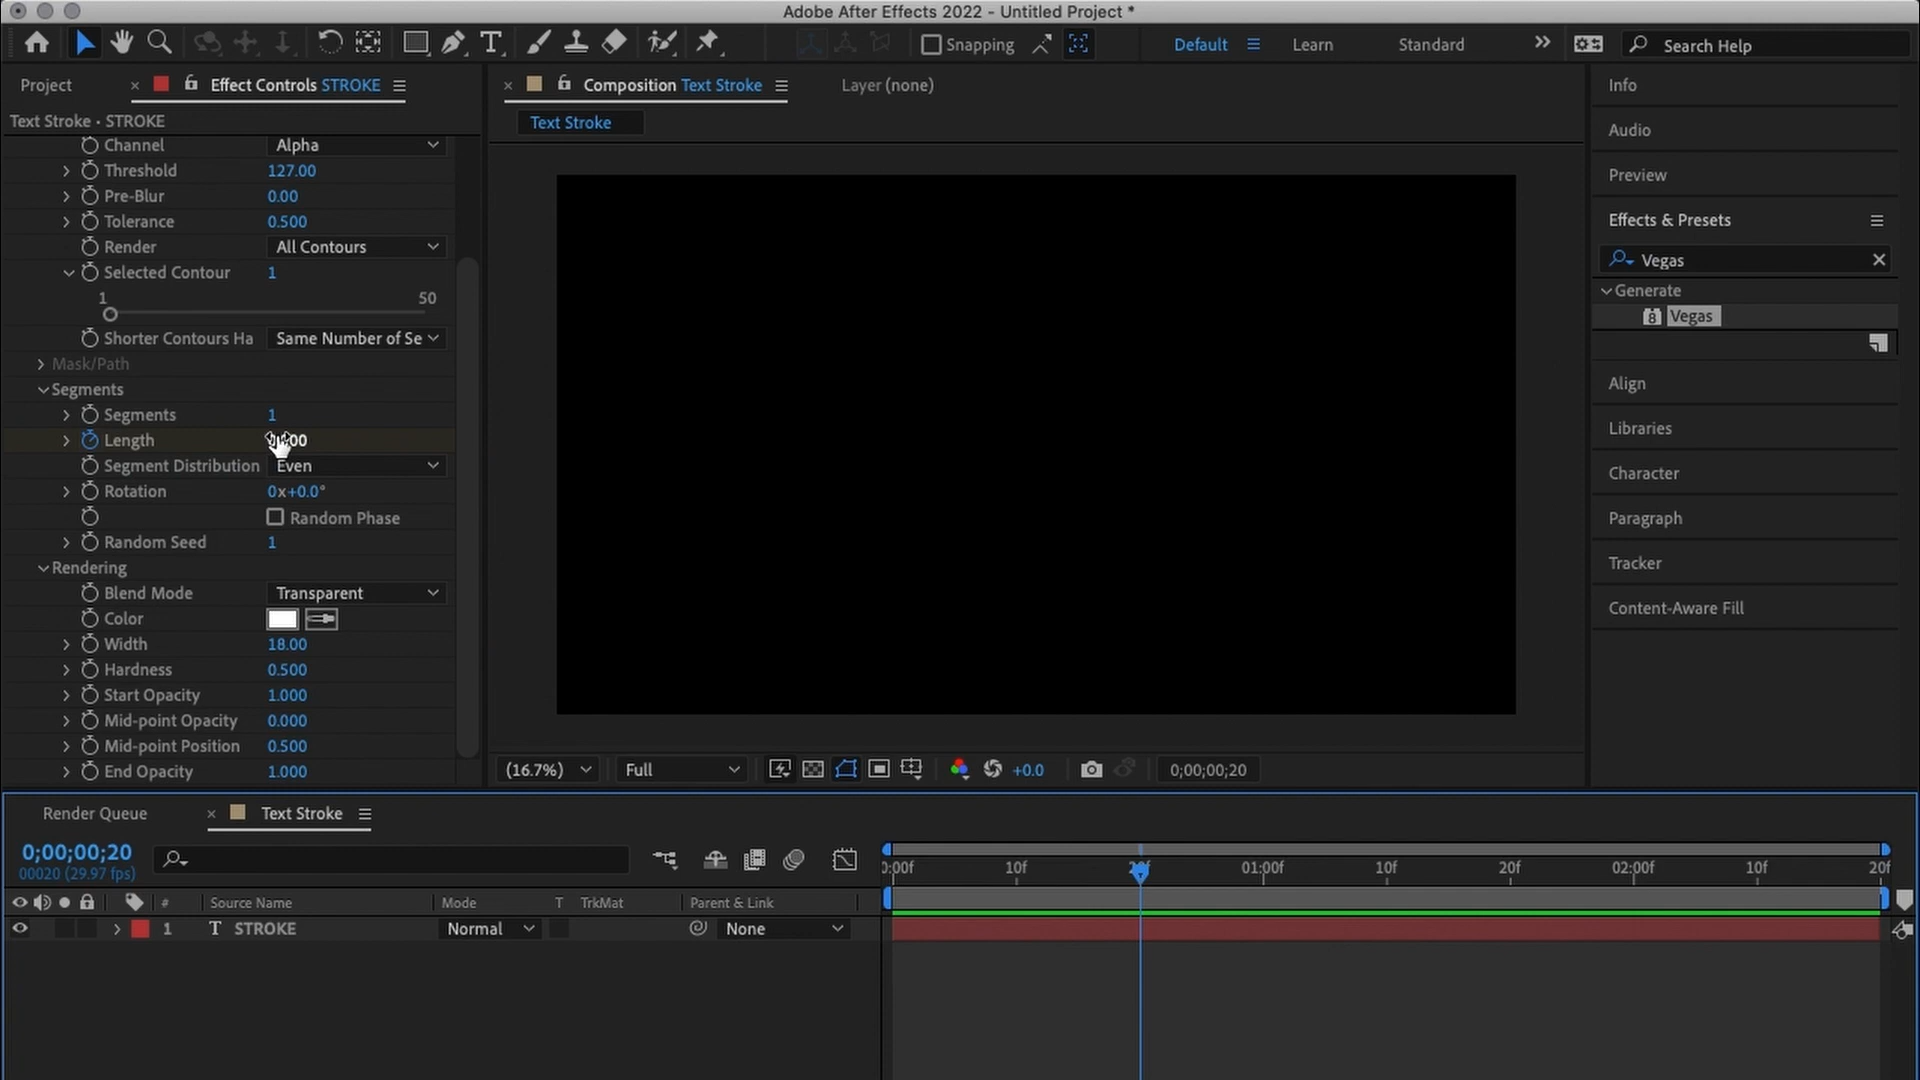 Adobe After Effects 2022 - Untitled Project *
Snapping
Default
Learn
Standard
Search Help
Project
Effect Controls STROKE
Text Stroke • STROKE
Channel Alpha
Threshold 127.00
Pre-Blur 0.00
Tolerance 0.500
Render All Contours
Selected Contour 1
1 50
Shorter Contours Ha Same Number of Se
Mask/Path
Segments
Segments 1
Length
Segment Distribution Even
Rotation 0x+0.0°
Random Phase
Random Seed 1
Rendering
Blend Mode Transparent
Color
Width 18.00
Hardness 0.500
Start Opacity 1.000
Mid-point Opacity 0.000
Mid-point Position 0.500
End Opacity 1.000
Composition Text Stroke
Layer (none)
Text Stroke
(16.7%) Full +0.0 0;00;00;20
Info
Audio
Preview
Effects & Presets
Vegas
Generate
8 Vegas
Align
Libraries
Character
Paragraph
Tracker
Content-Aware Fill
Render Queue
Text Stroke
0;00;00;20
00020 (29.97 fps)
:00f 10f 01:00f 10f 20f 02:00f 10f 20f
# Source Name Mode T TrkMat Parent & Link
1 T STROKE Normal None